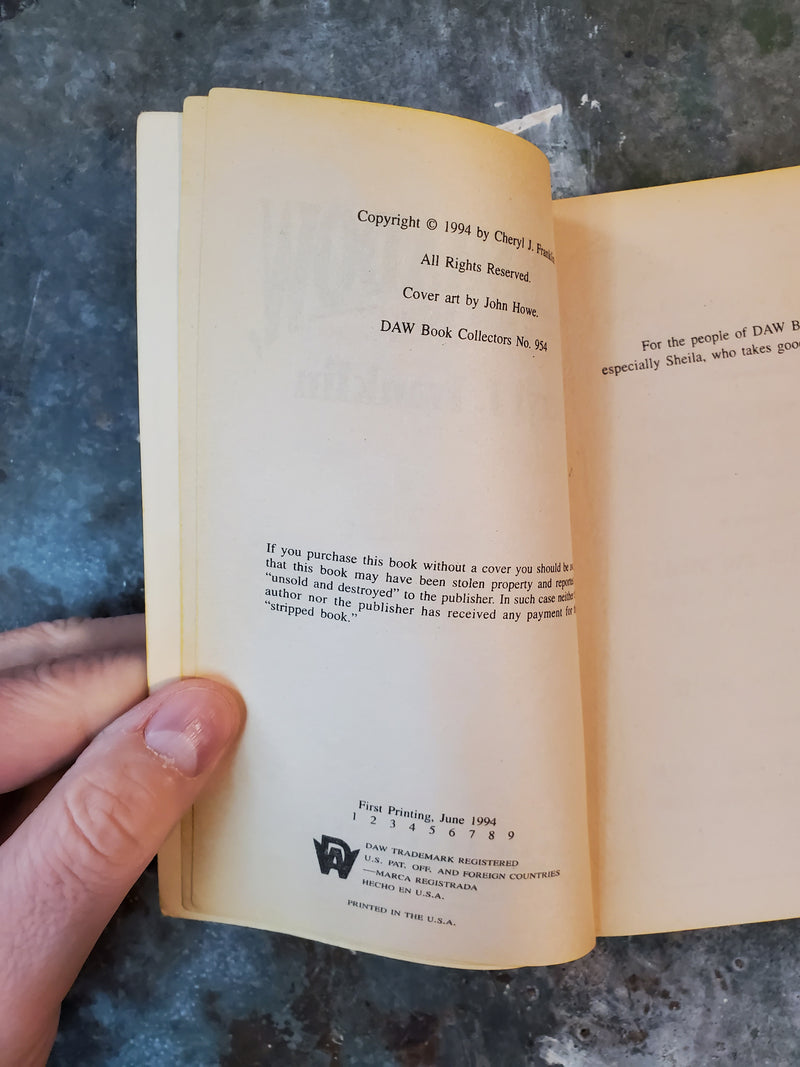 Copyright © 1994 by Cheryl J. Franklin
All Rights Reserved.
Cover art by John Howe.
DAW Book Collectors No. 954
If you purchase this book without a cover you should be
that this book may have been stolen property and
"unsold and destroyed" to the publisher. In such case neither
author nor the publisher has received any payment for
"stripped book."
First Printing, June 1994
1 2 3 4 5 6 7 8 9
DAW
DAW TRADEMARK REGISTERED
U.S. PAT. OFF. AND FOREIGN COUNTRIES
—MARCA REGISTRADA
HECHO EN U.S.A.
PRINTED IN THE U.S.A.
For the people of DAW B
especially Sheila, who takes goo